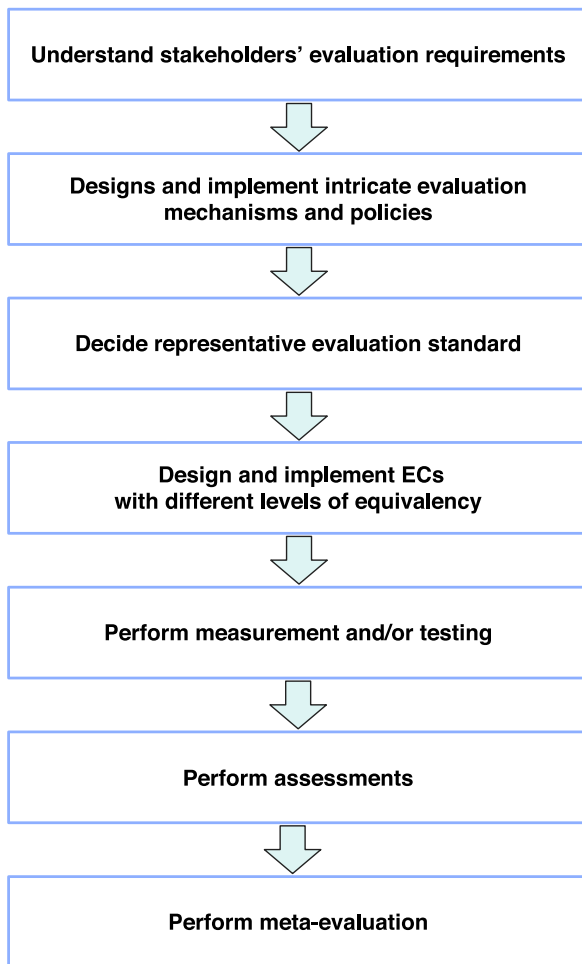 Understand stakeholders’ evaluation requirements
Designs and implement intricate evaluation
mechanisms and policies
Decide representative evaluation standard
Design and implement ECs
with different levels of equivalency
Perform measurement and/or testing
Perform assessments
Perform meta-evaluation